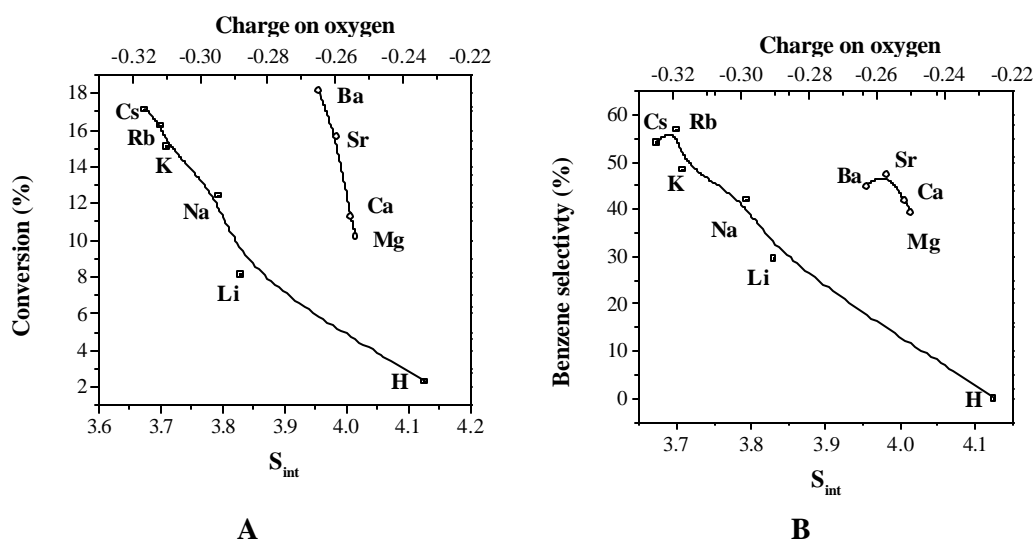 Charge on oxygen
-0.32 -0.30 -0.28 -0.26 -0.24 -0.22
18
16
14
12
10
8
6
4
2
Conversion (%)
Cs
Rb
K
Na
Li
H
Ba
Sr
Ca
Mg
3.6 3.7 3.8 3.9 4.0 4.1 4.2
S int
A
Charge on oxygen
-0.32 -0.30 -0.28 -0.26 -0.24 -0.22
60
50
40
30
20
10
0
Benzene selectivty (%)
Cs
Rb
K
Na
Li
H
Ba
Sr
Ca
Mg
3.7 3.8 3.9 4.0 4.1
S int
B